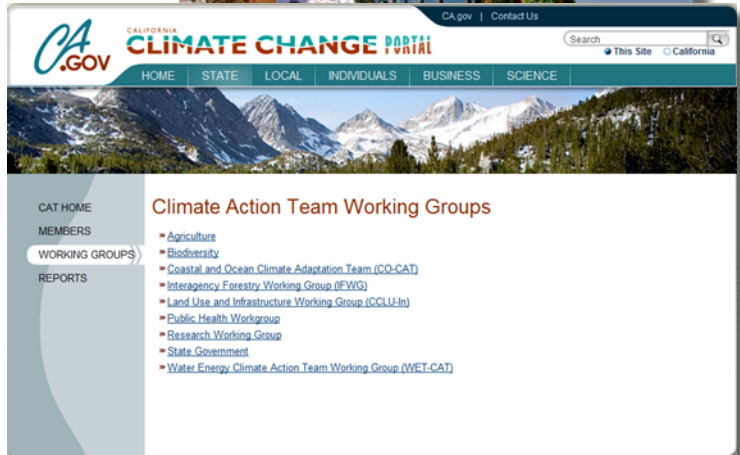 CA.gov | Contact Us
CA
.GOV
CALIFORNIA
CLIMATE CHANGE PORTAL
Search
This Site California
HOME STATE LOCAL INDIVIDUALS BUSINESS SCIENCE
CAT HOME
MEMBERS
WORKING GROUPS
REPORTS
Climate Action Team Working Groups
Agriculture
Biodiversity
Coastal and Ocean Climate Adaptation Team (CO-CAT)
Interagency Forestry Working Group (IFWG)
Land Use and Infrastructure Working Group (CCLU-In)
Public Health Workgroup
Research Working Group
State Government
Water Energy Climate Action Team Working Group (WET-CAT)